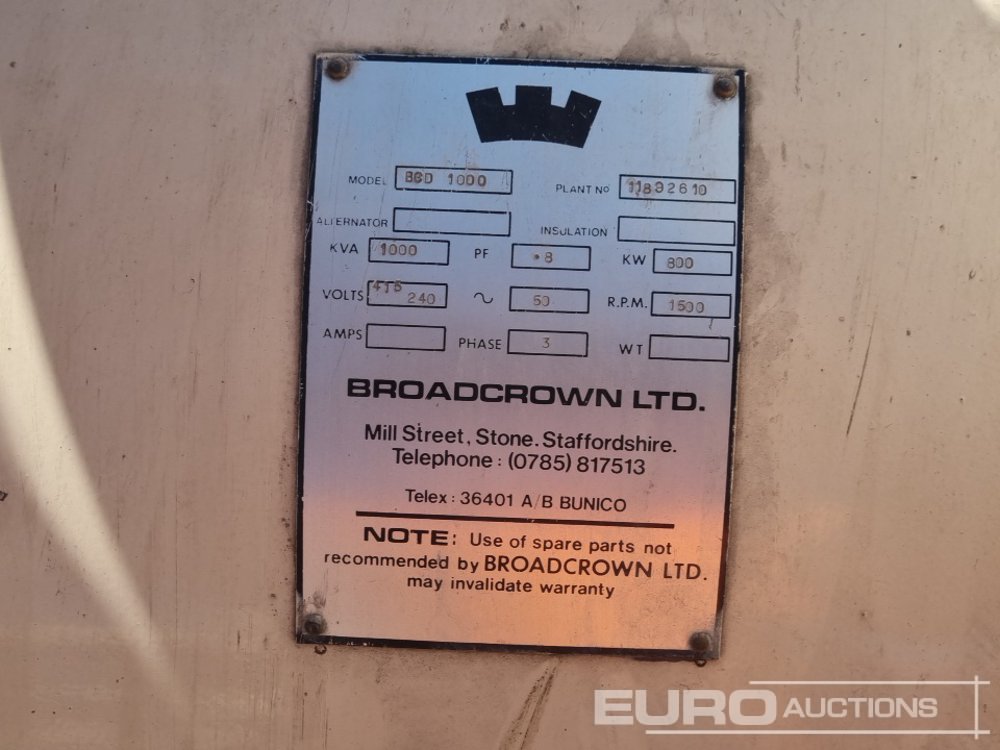 MODEL BCD 1000 PLANT No 11892610
ALTERNATOR INSULATION
KVA 1000 PF .8 KW 800
VOLTS 415 240 ~ 50 R.P.M. 1500
AMPS PHASE 3 WT
BROADCROWN LTD.
Mill Street, Stone. Staffordshire.
Telephone : (0785) 817513
Telex : 36401 A/B BUNICO
NOTE: Use of spare parts not
recommended by BROADCROWN LTD.
may invalidate warranty
EURO AUCTIONS